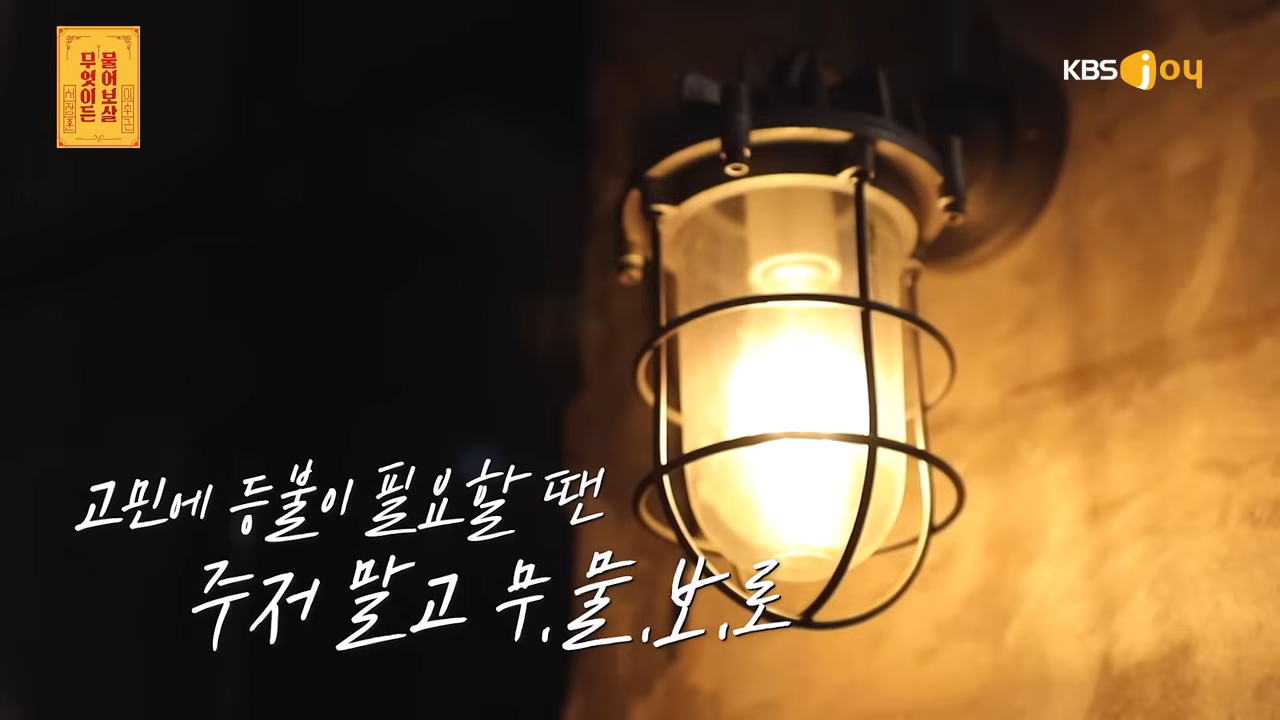 무엇이든
물어보살
서장훈
이수근
KBS joy
고민에 등불이 필요할 땐
주저 말고 무.물.보.로